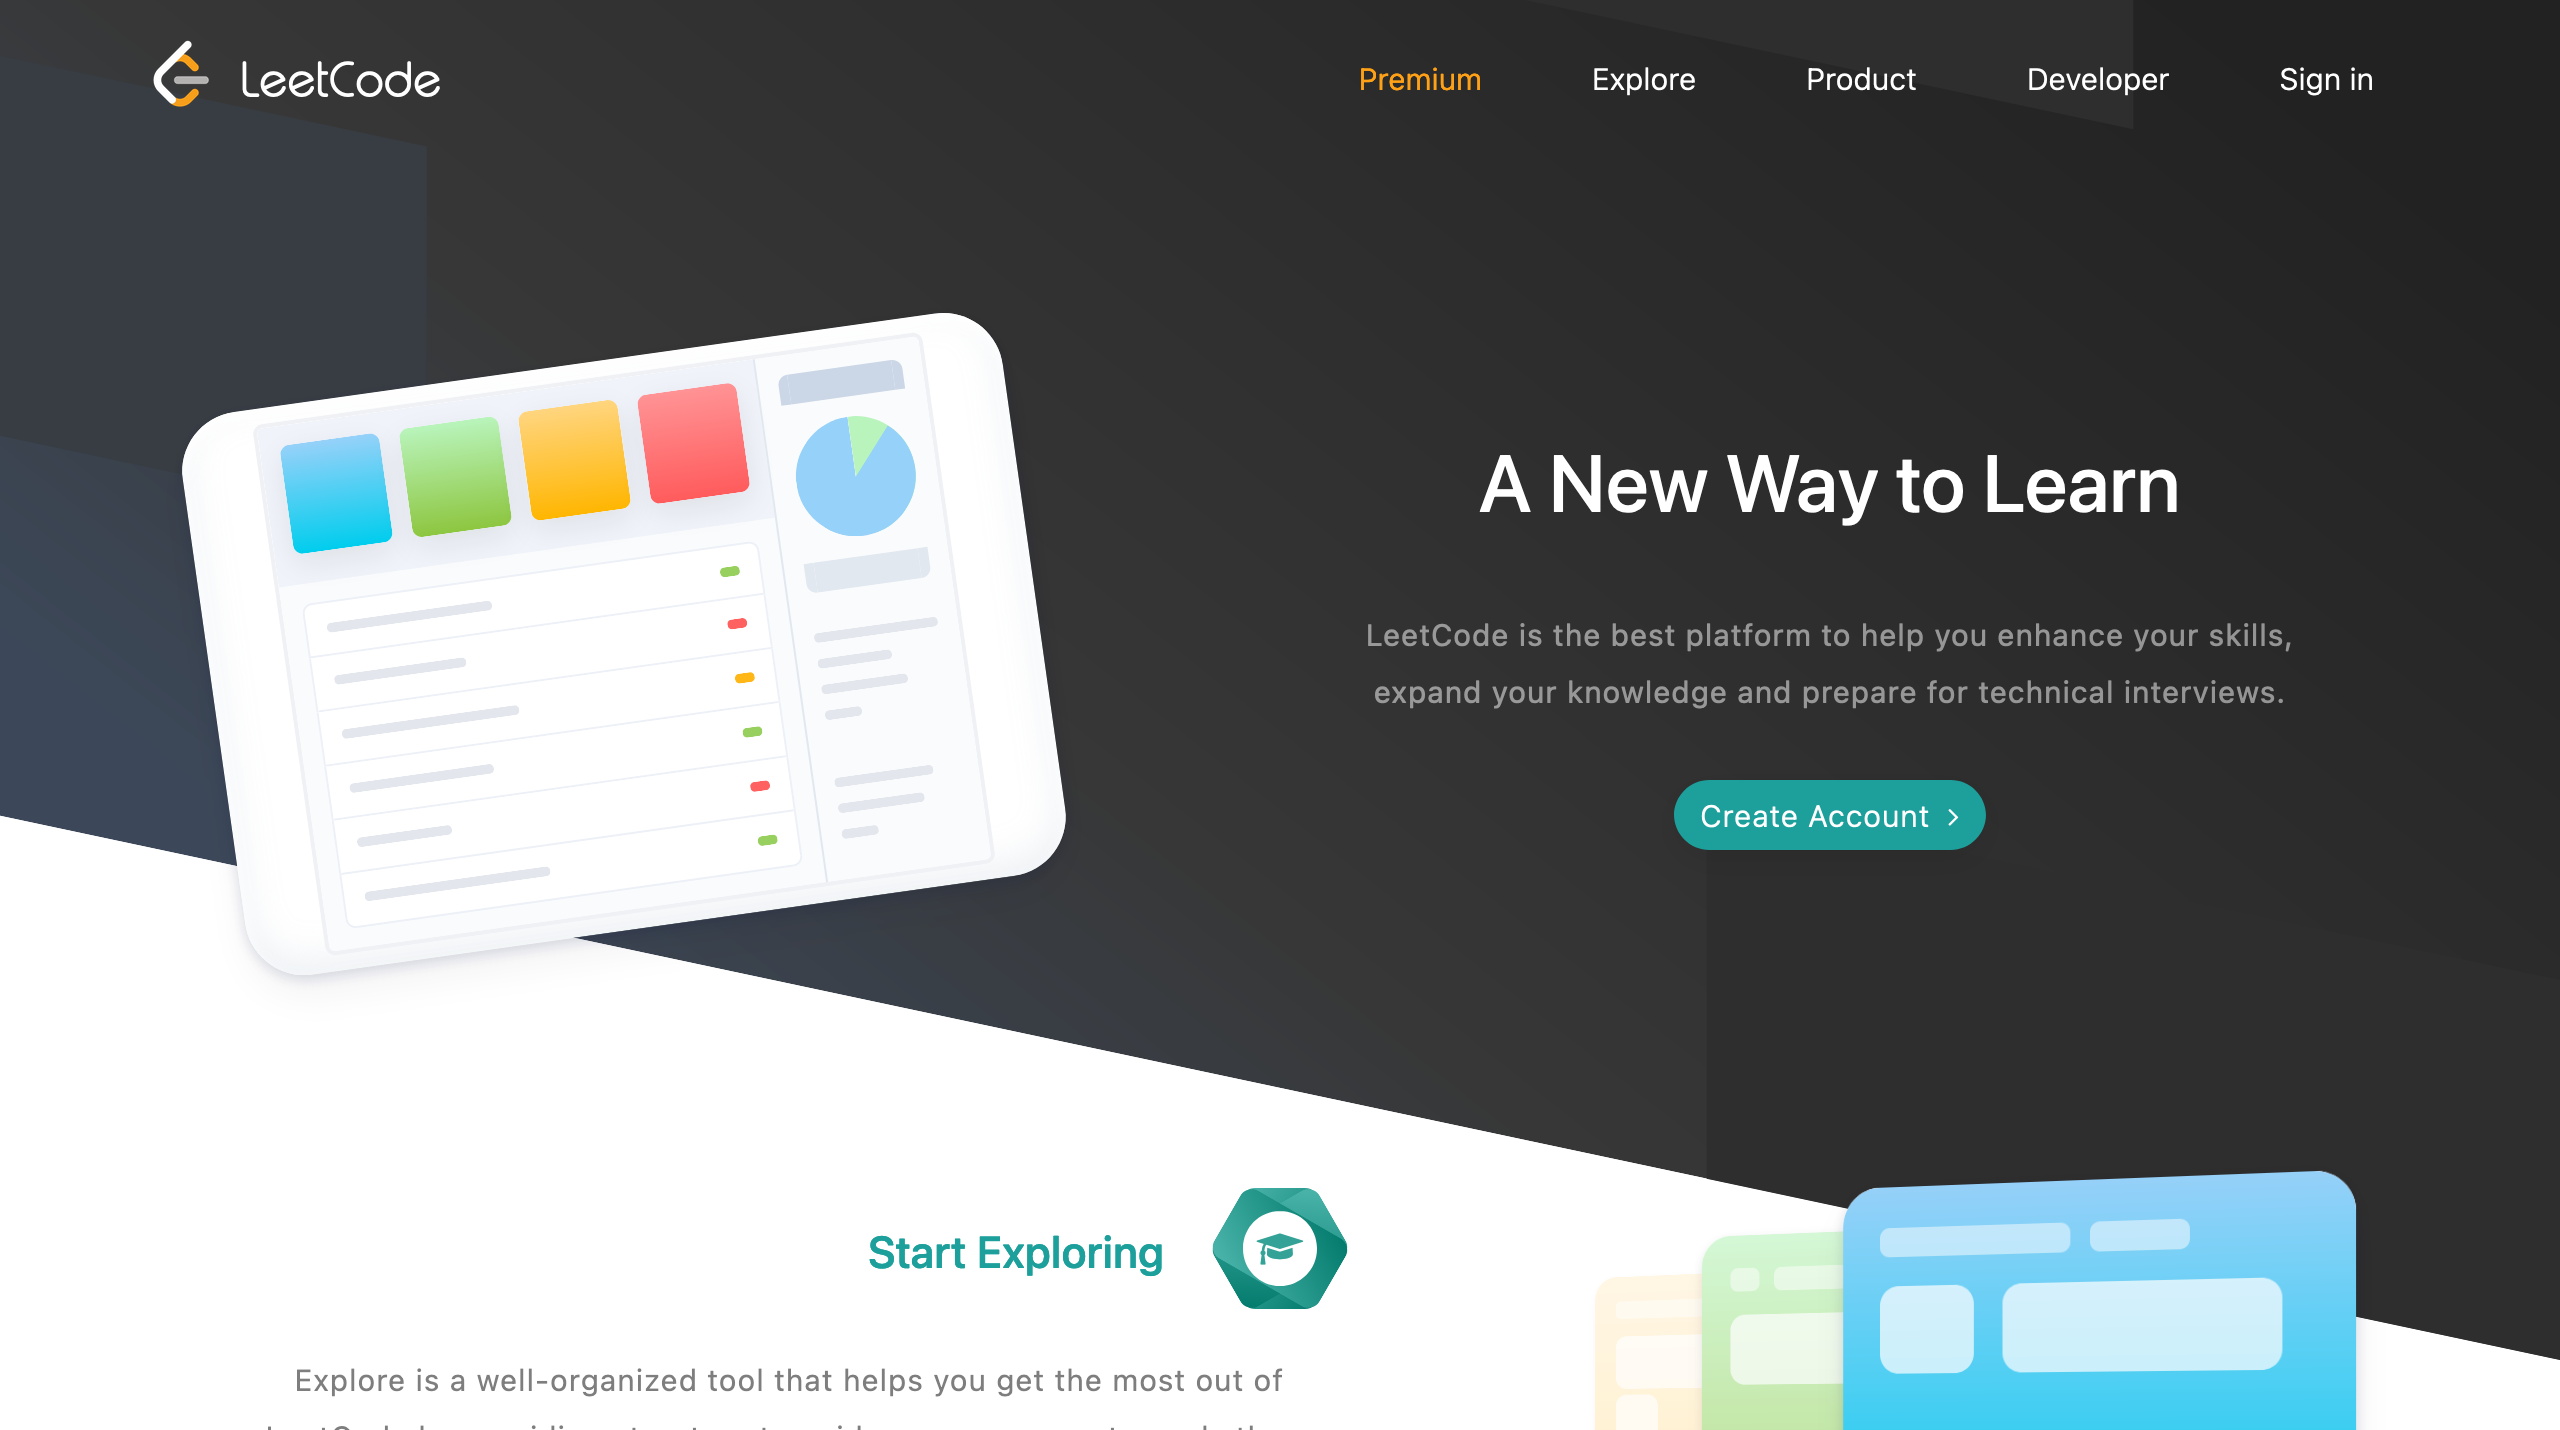 LeetCode
Premium
Explore
Product
Developer
Sign in
A New Way to Learn
LeetCode is the best platform to help you enhance your skills,
expand your knowledge and prepare for technical interviews.
Create Account
Start Exploring
Explore is a well-organized tool that helps you get the most out of